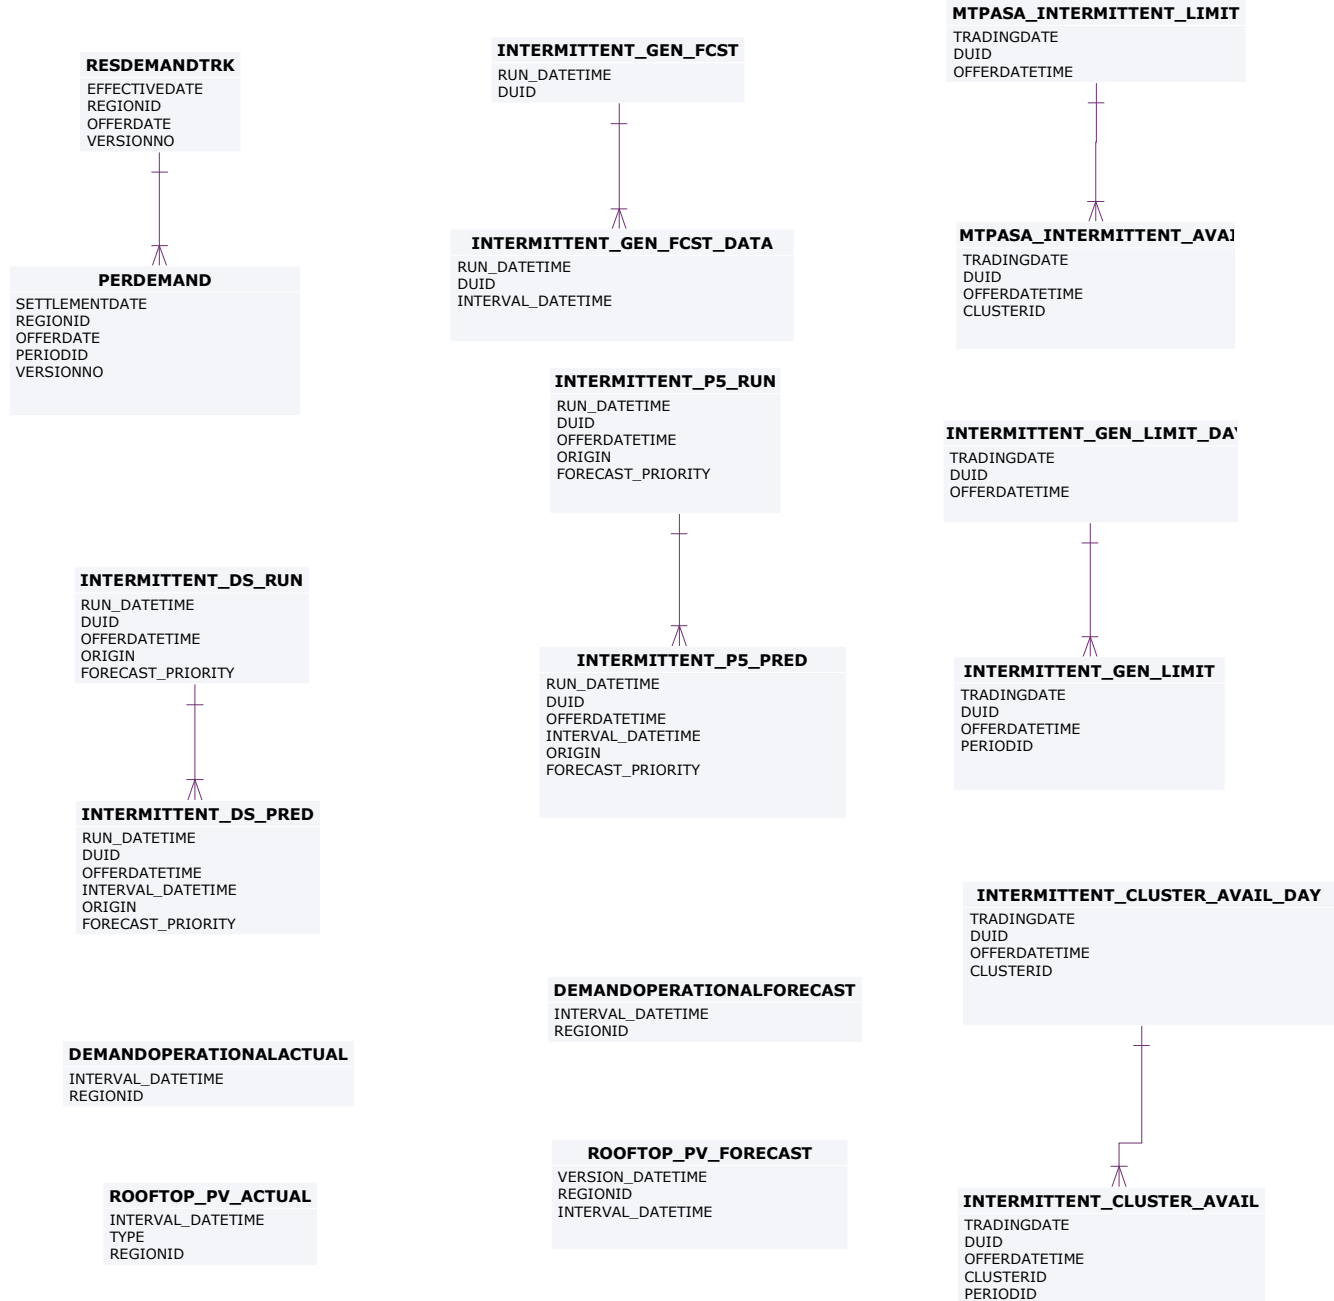 RESDEMANDTRK
EFFECTIVEDATE
REGIONID
OFFERDATE
VERSIONNO
PERDEMAND
SETTLEMENTDATE
REGIONID
OFFERDATE
PERIODID
VERSIONNO
INTERMITTENT_DS_RUN
RUN_DATETIME
DUID
OFFERDATETIME
ORIGIN
FORECAST_PRIORITY
INTERMITTENT_DS_PRED
RUN_DATETIME
DUID
OFFERDATETIME
INTERVAL_DATETIME
ORIGIN
FORECAST_PRIORITY
DEMANDOPERATIONALACTUAL
INTERVAL_DATETIME
REGIONID
ROOFTOP_PV_ACTUAL
INTERVAL_DATETIME
TYPE
REGIONID
INTERMITTENT_GEN_FCST
RUN_DATETIME
DUID
INTERMITTENT_GEN_FCST_DATA
RUN_DATETIME
DUID
INTERVAL_DATETIME
INTERMITTENT_P5_RUN
RUN_DATETIME
DUID
OFFERDATETIME
ORIGIN
FORECAST_PRIORITY
INTERMITTENT_P5_PRED
RUN_DATETIME
DUID
OFFERDATETIME
INTERVAL_DATETIME
ORIGIN
FORECAST_PRIORITY
DEMANDOPERATIONALFORECAST
INTERVAL_DATETIME
REGIONID
ROOFTOP_PV_FORECAST
VERSION_DATETIME
REGIONID
INTERVAL_DATETIME
MTPASA_INTERMITTENT_LIMIT
TRADINGDATE
DUID
OFFERDATETIME
MTPASA_INTERMITTENT_AVAI
TRADINGDATE
DUID
OFFERDATETIME
CLUSTERID
INTERMITTENT_GEN_LIMIT_DAY
TRADINGDATE
DUID
OFFERDATETIME
INTERMITTENT_GEN_LIMIT
TRADINGDATE
DUID
OFFERDATETIME
PERIODID
INTERMITTENT_CLUSTER_AVAIL_DAY
TRADINGDATE
DUID
OFFERDATETIME
CLUSTERID
INTERMITTENT_CLUSTER_AVAIL
TRADINGDATE
DUID
OFFERDATETIME
CLUSTERID
PERIODID